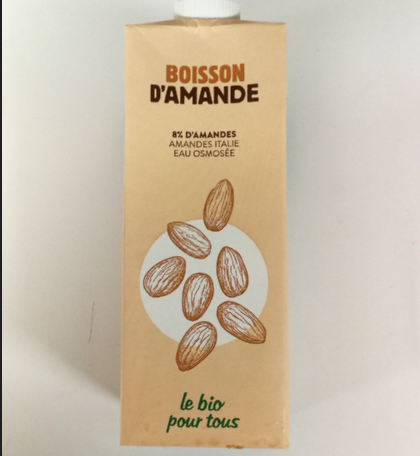 BOISSON
D'AMANDE
8% D'AMANDES
AMANDES ITALIE
EAU OSMOSÉE
le bio
pour tous